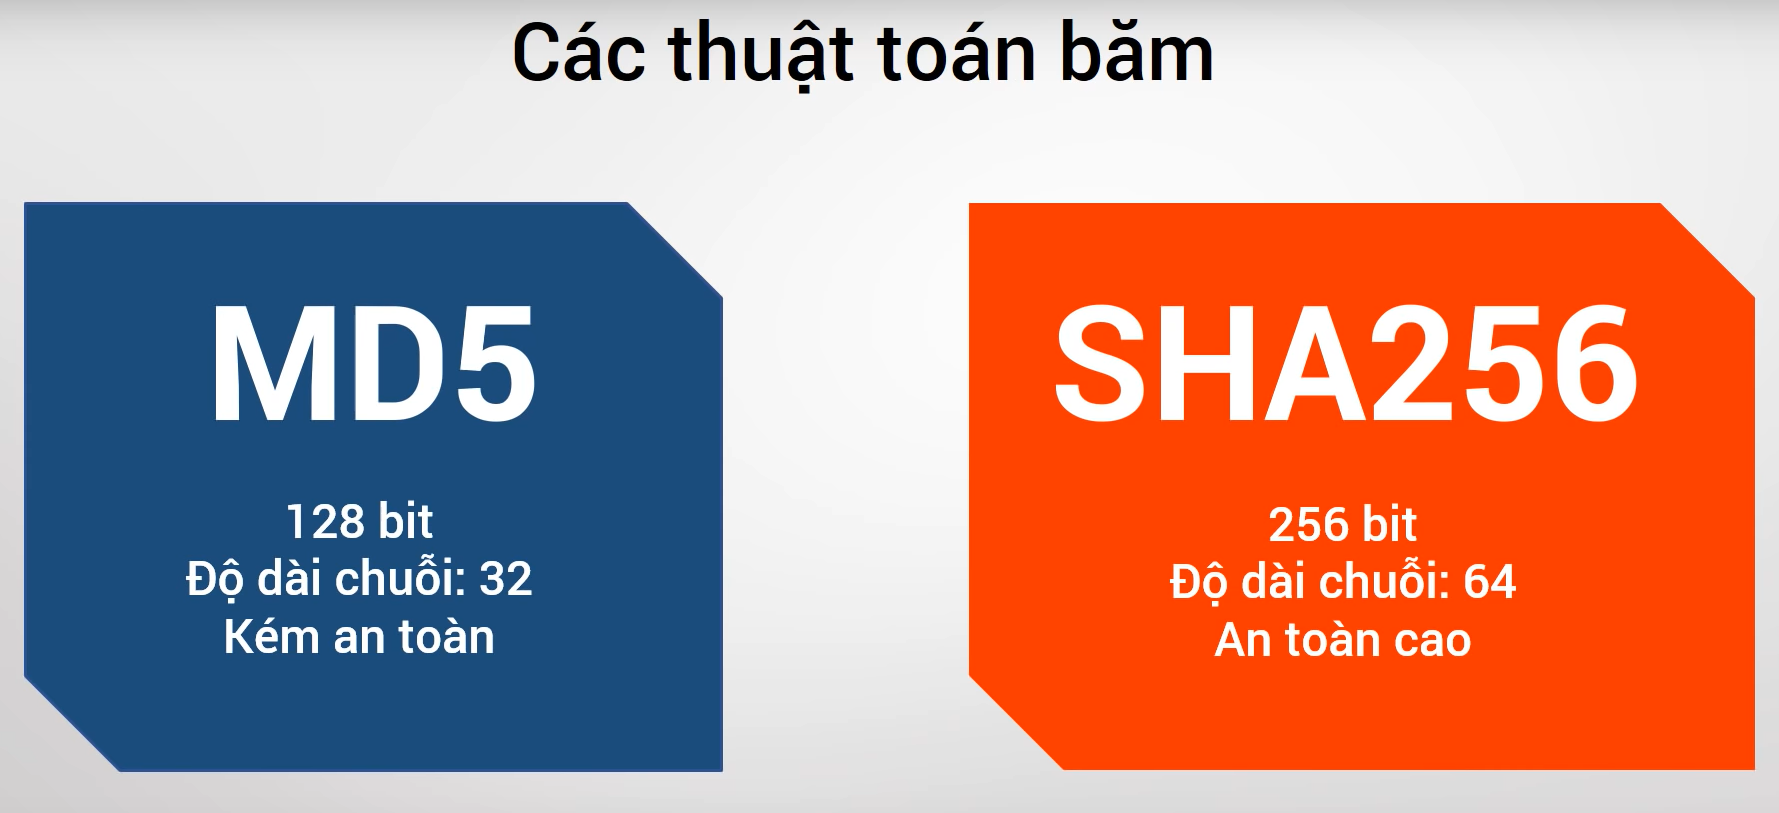 Các thuật toán băm
MD5
128 bit
Độ dài chuỗi: 32
Kém an toàn
SHA256
256 bit
Độ dài chuỗi: 64
An toàn cao